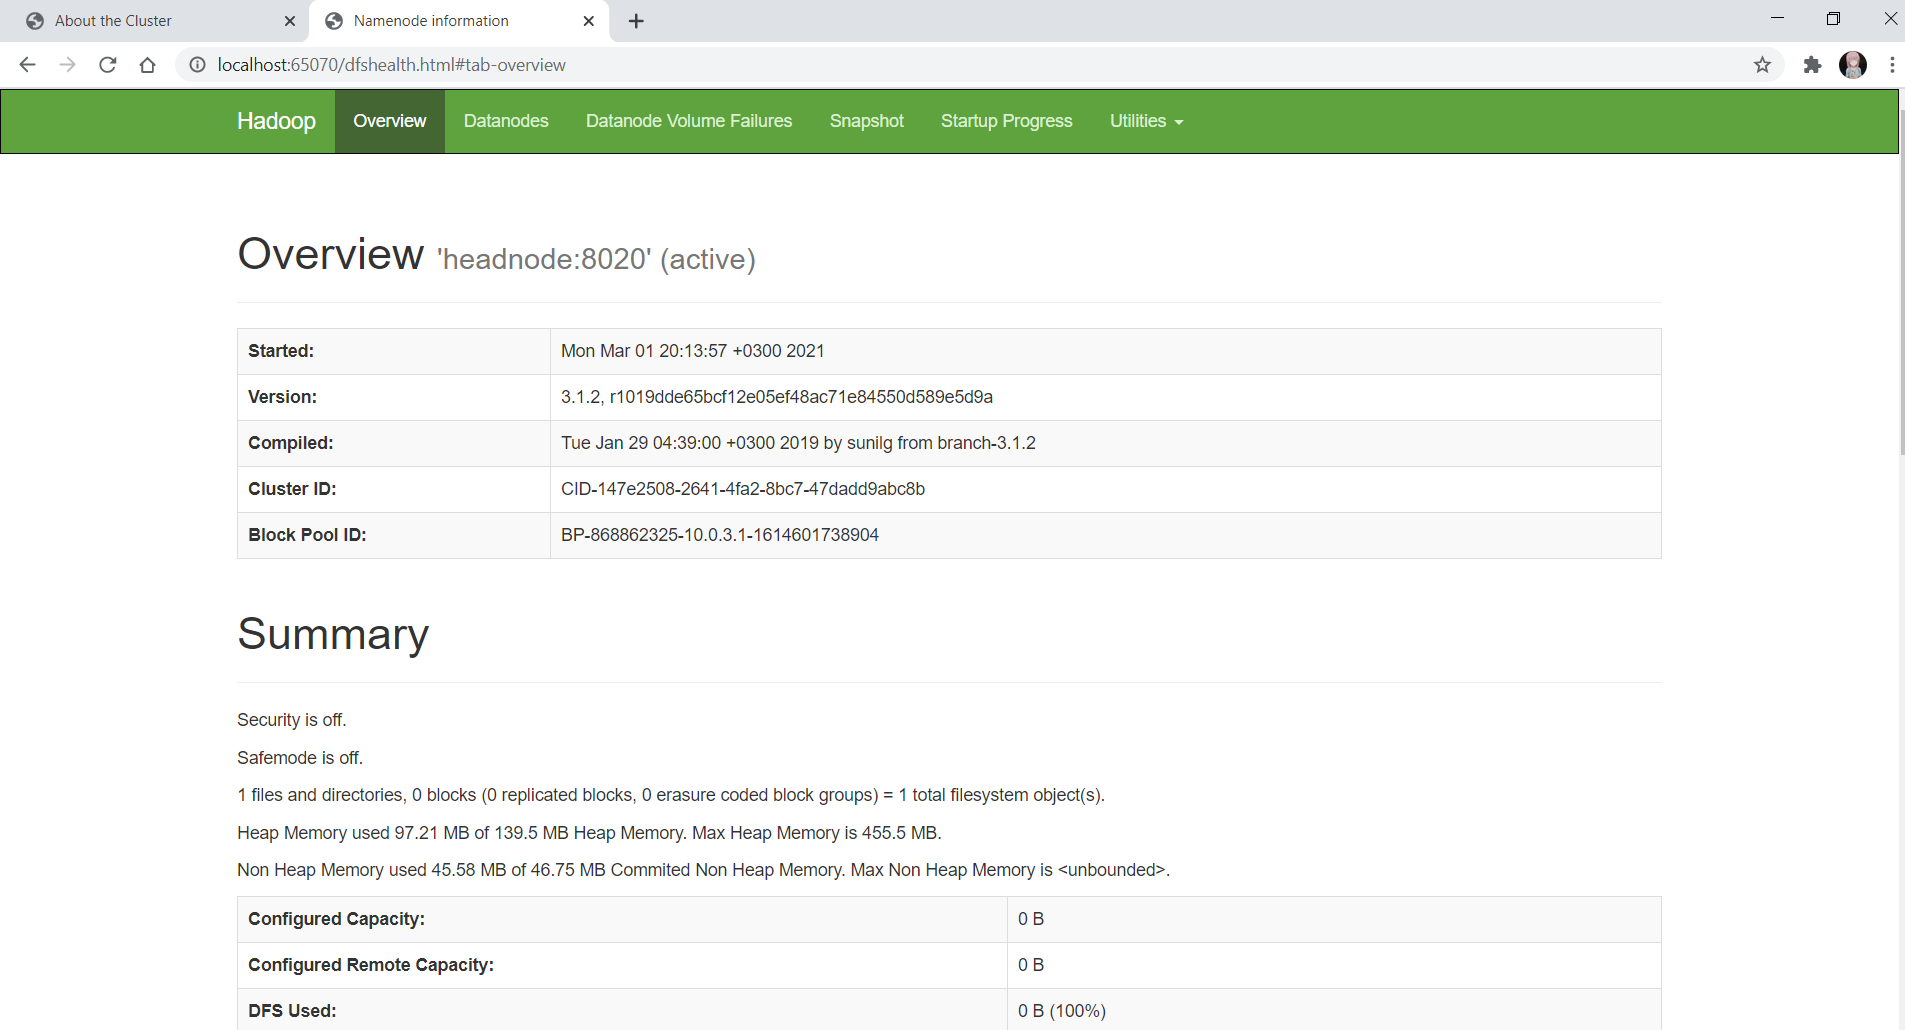 About the Cluster
Namenode information
localhost:65070/dfshealth.html#tab-overview
Hadoop Overview Datanodes Datanode Volume Failures Snapshot Startup Progress Utilities
Overview 'headnode:8020' (active)
Started: Mon Mar 01 20:13:57 +0300 2021
Version: 3.1.2, r1019dde65bcf12e05ef48ac71e84550d589e5d9a
Compiled: Tue Jan 29 04:39:00 +0300 2019 by sunilg from branch-3.1.2
Cluster ID: CID-147e2508-2641-4fa2-8bc7-47dadd9abc8b
Block Pool ID: BP-868862325-10.0.3.1-1614601738904
Summary
Security is off.
Safemode is off.
1 files and directories, 0 blocks (0 replicated blocks, 0 erasure coded block groups) = 1 total filesystem object(s).
Heap Memory used 97.21 MB of 139.5 MB Heap Memory. Max Heap Memory is 455.5 MB.
Non Heap Memory used 45.58 MB of 46.75 MB Commited Non Heap Memory. Max Non Heap Memory is <unbounded>.
Configured Capacity: 0 B
Configured Remote Capacity: 0 B
DFS Used: 0 B (100%)